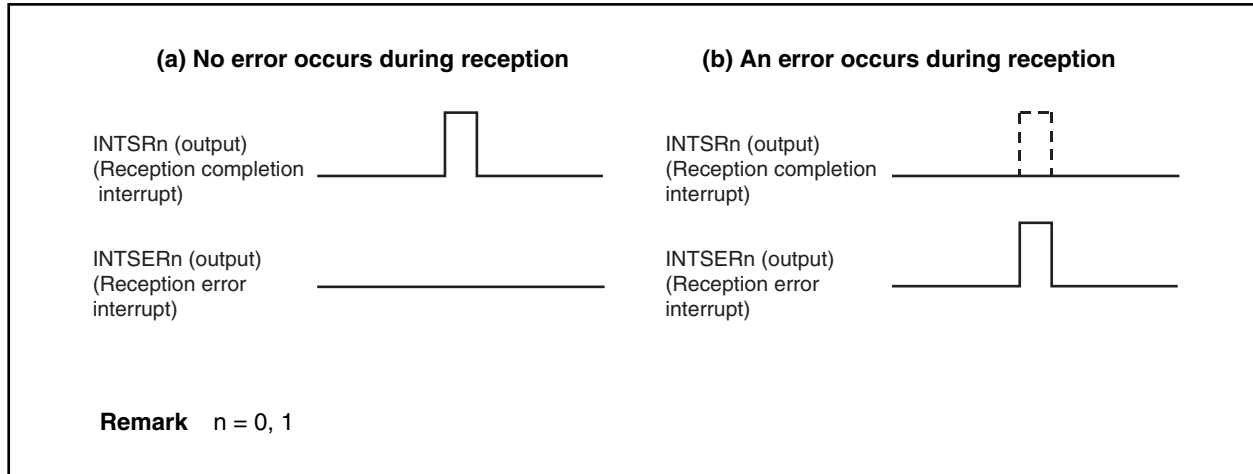 (a) No error occurs during reception
INTSRn (output)
(Reception completion
interrupt)
INTSERn (output)
(Reception error
interrupt)
(b) An error occurs during reception
INTSRn (output)
(Reception completion
interrupt)
INTSERn (output)
(Reception error
interrupt)
Remark n = 0, 1